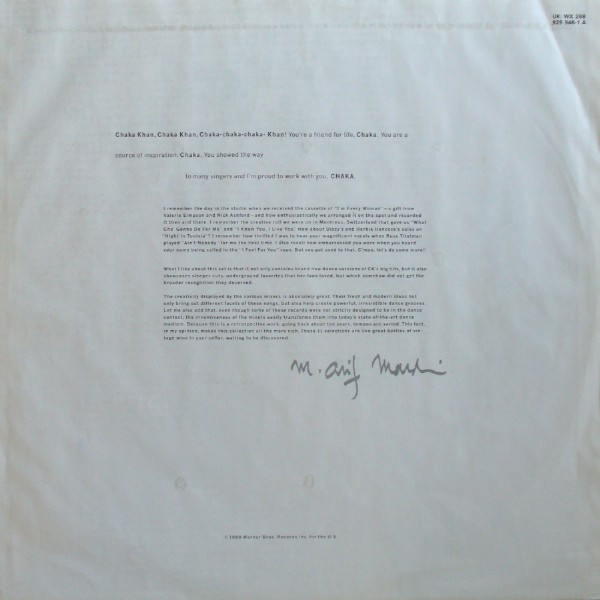 UK: WX 268
925 946-1 A
Chaka Khan, Chaka Khan, Chaka-chaka-chaka- Khan! You're a friend for life, Chaka. You are a
source of inspiration, Chaka. You showed the way
to many singers and I'm proud to work with you, CHAKA.
I remember the day in the studio when we received the cassette of "I'm Every Woman" - a gift from
Valerie Simpson and Nick Ashford - and how enthusiastically we arranged it on the spot and recorded
it then and there. I remember the creative roll we were on in Montreux, Switzerland that gave us "What
Cha' Gonna Do For Me" and "I Know You, I Live You". How about Dizzy's and Herbie Hancock's solos on
"Night In Tunisia"? I remember how thrilled I was to hear your magnificent vocals when Russ Titelman
played "Ain't Nobody" for me the first time. I also recall how embarrassed you were when you heard
your name being called in the "I Feel For You" rap. But you got used to that. C'mon, let's do some more!
What I like about this set is that it not only contains brand new dance versions of CK's big hits, but it also
showcases sleeper cuts, underground favorites that her fans loved, but which somehow did not get the
broader recognition they deserved.
The creativity displayed by the various mixers is absolutely great. These fresh and modern ideas not
only bring out different facets of these songs, but also help create powerful, irresistible dance grooves.
Let me also add that, even though some of these records were not strictly designed to be in the dance
context, the inventiveness of the mixers easily transforms them into today's state-of-the-art dance
medium. Because this is a retrospective work, going back about ten years, tempos are varied. This fact,
in my opinion, makes this collection all the more rich. These 11 selections are like great bottles of vin-
tage wine in your cellar, waiting to be discovered.
M. Arif Mardin
© 1989 Warner Bros. Records Inc. for the U.S.